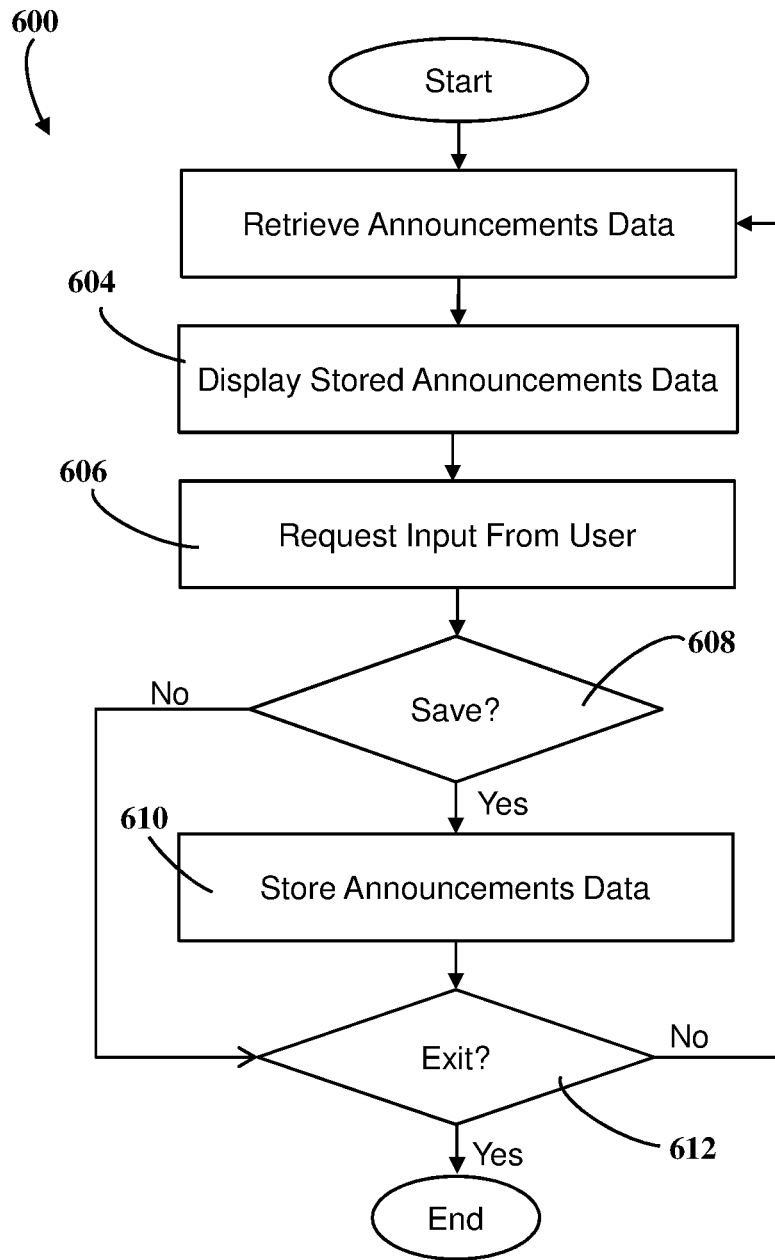 600
Start
Retrieve Announcements Data
604
Display Stored Announcements Data
606
Request Input From User
608
No
Save?
Yes
610
Store Announcements Data
No
Exit?
612
Yes
End